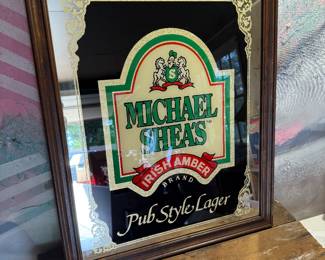 S
MICHAEL
SHEA'S
IRISH AMBER
BRAND
Pub Style Lager